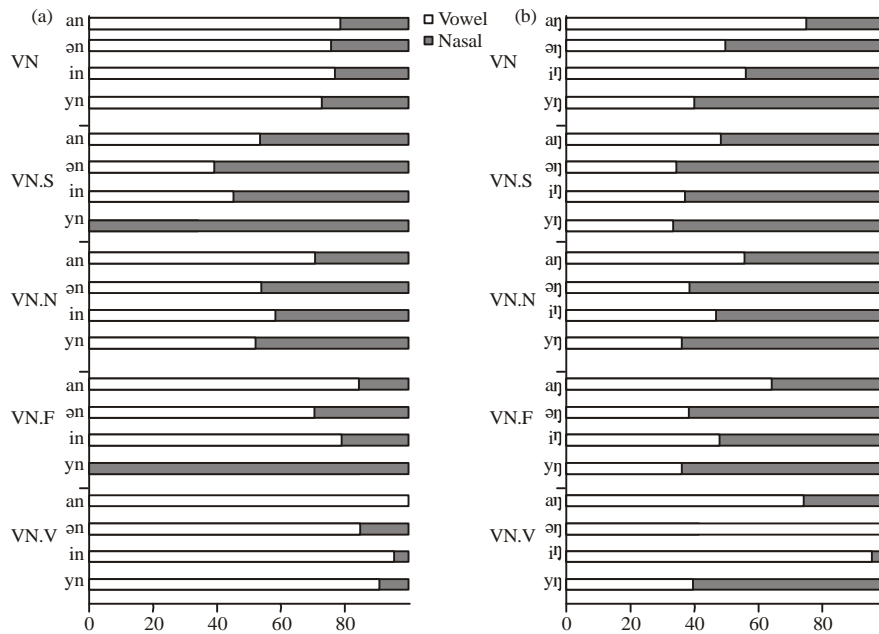 (a)
Vowel
Nasal
VN
an
ən
in
yn
VN.S
an
ən
in
yn
VN.N
an
ən
in
yn
VN.F
an
ən
in
yn
VN.V
an
ən
in
yn
0 20 40 60 80
(b)
VN
aŋ
əŋ
iŋ
yŋ
VN.S
aŋ
əŋ
iŋ
yŋ
VN.N
aŋ
əŋ
iŋ
yŋ
VN.F
aŋ
əŋ
iŋ
yŋ
VN.V
aŋ
əŋ
iŋ
yŋ
0 20 40 60 80